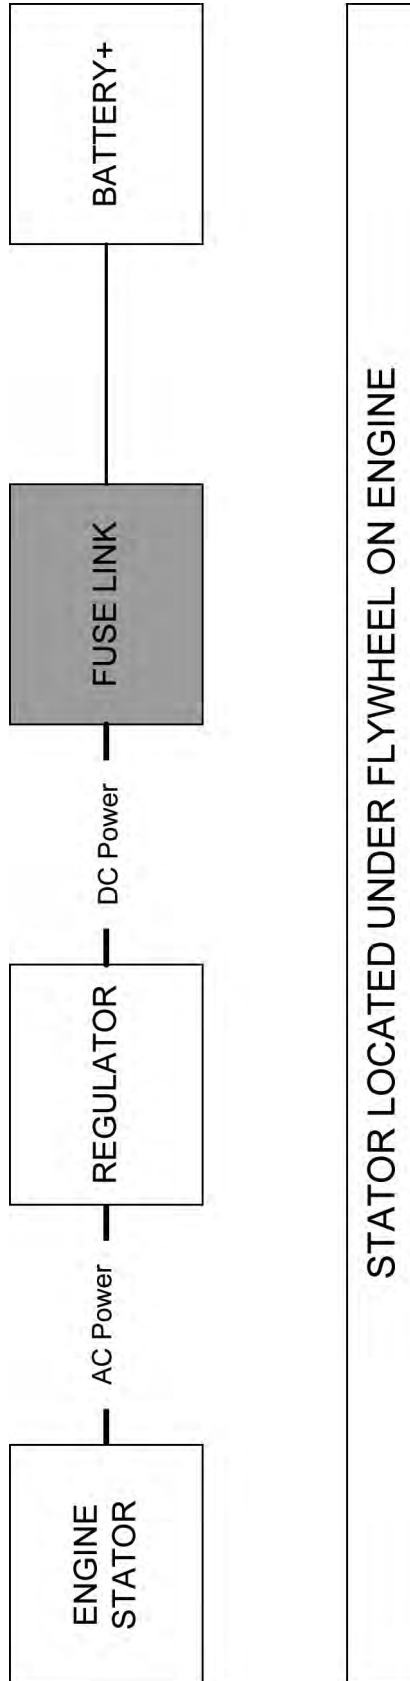 ENGINE
STATOR
AC Power
REGULATOR
DC Power
FUSE LINK
BATTERY+
STATOR LOCATED UNDER FLYWHEEL ON ENGINE